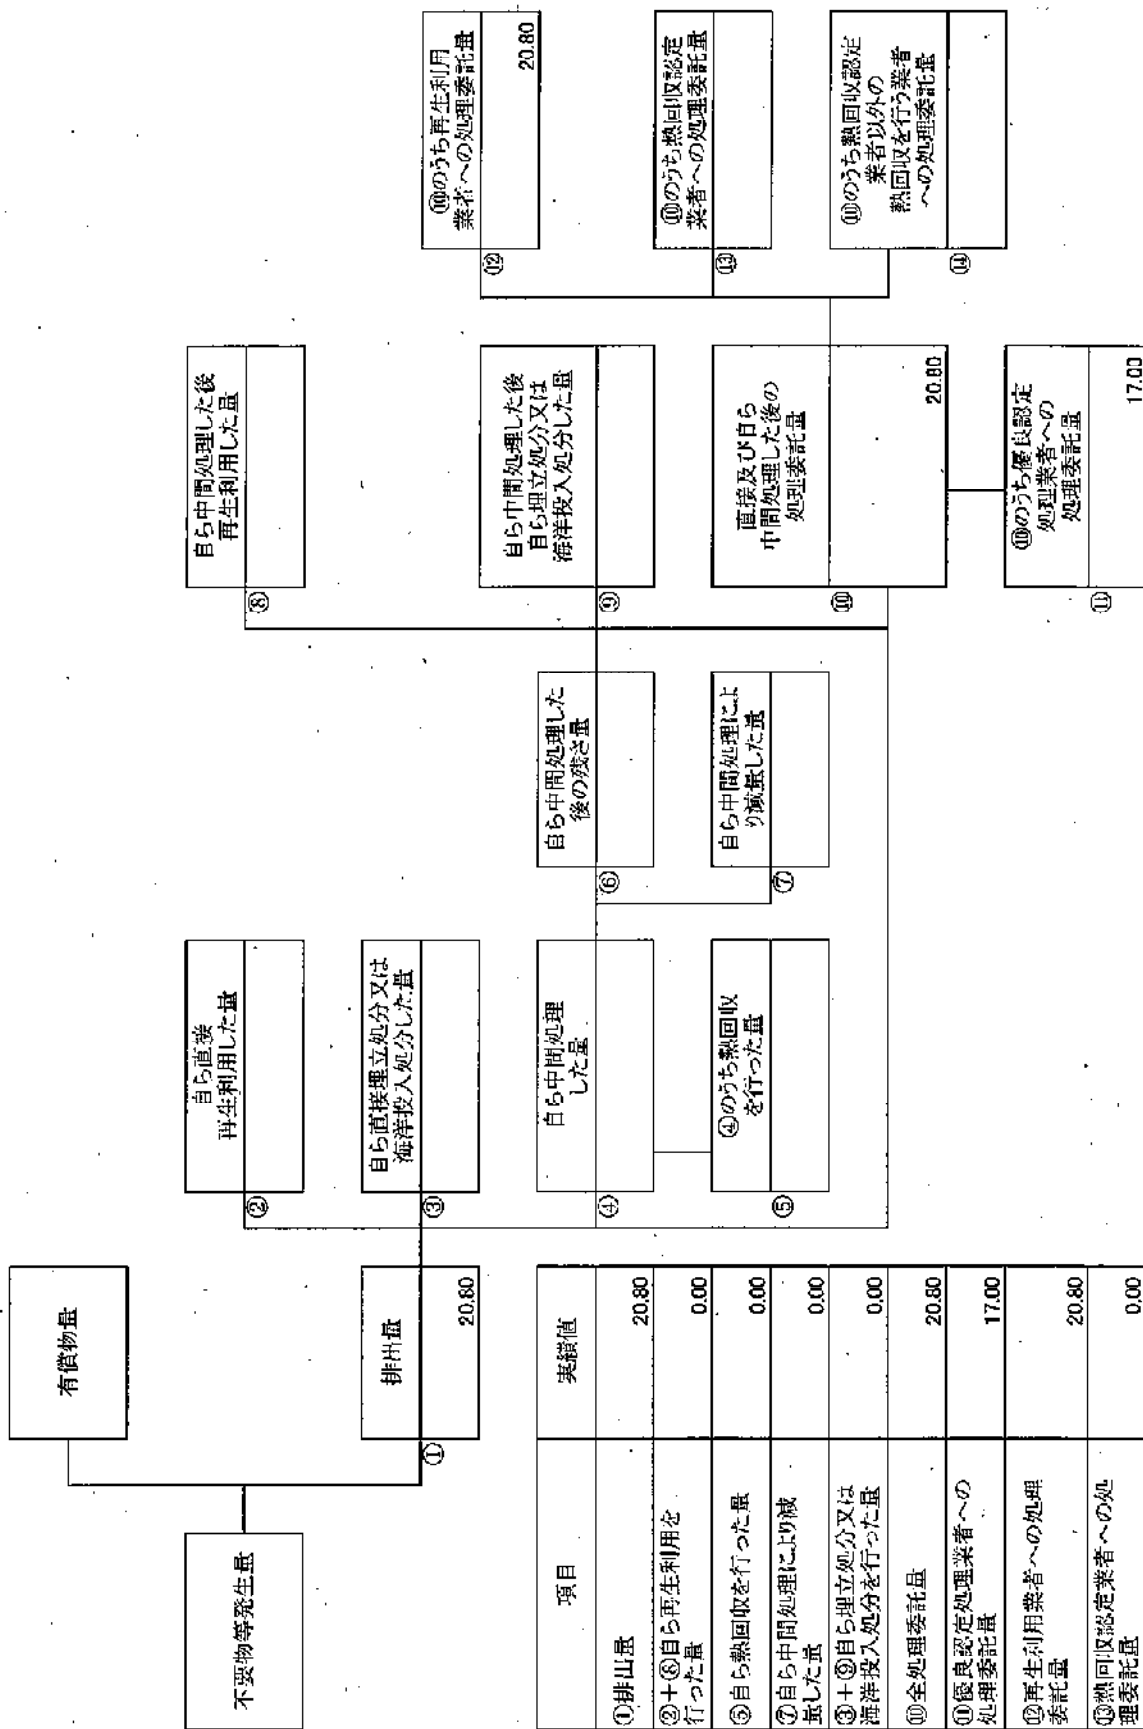 不要物等発生量
有償物量
①
排出量
20.80
②
自ら直接
再生利用した量
③
自ら直接埋立処分又は
海洋投入処分した量
④
自ら中間処理
した量
⑤
④のうち熱回収
を行った量
⑥
自ら中間処理した
後の残さ量
⑦
自ら中間処理によ
り減量した量
⑧
自ら中間処理した後
再生利用した量
⑨
自ら中間処理した後
自ら埋立処分又は
海洋投入処分した量
⑩
直接及び自ら
中間処理した後の
処理委託量
20.80
⑪
⑩のうち優良認定
処理業者への
処理委託量
17.00
⑫
⑩のうち再生利用
業者への処理委託量
20.80
⑬
⑩のうち熱回収認定
業者への処理委託量
⑭
⑩のうち熱回収認定
業者以外の
熱回収を行う業者
への処理委託量
項目 実績値
①排出量 20.80
②+⑧自ら再生利用を
行った量 0.00
⑤自ら熱回収を行った量 0.00
⑦自ら中間処理により減
量した量 0.00
③+⑨自ら埋立処分又は
海洋投入処分を行った量 0.00
⑩全処理委託量 20.80
⑪優良認定処理業者への
処理委託量 17.00
⑫再生利用業者への処理
委託量 20.80
⑬熱回収認定業者への処
理委託量 0.00